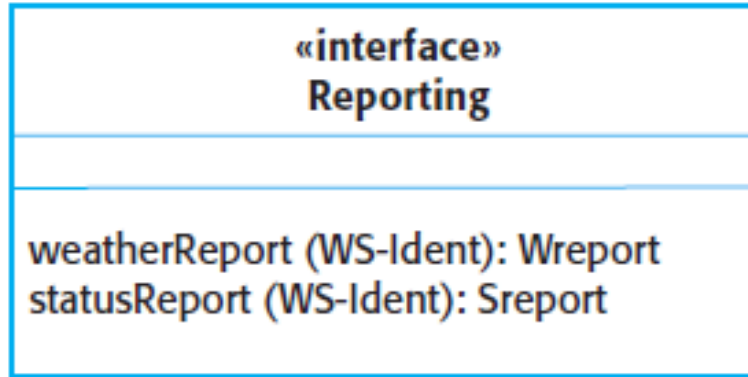 «interface»
Reporting
weatherReport (WS-Ident): Wreport
statusReport (WS-Ident): Sreport